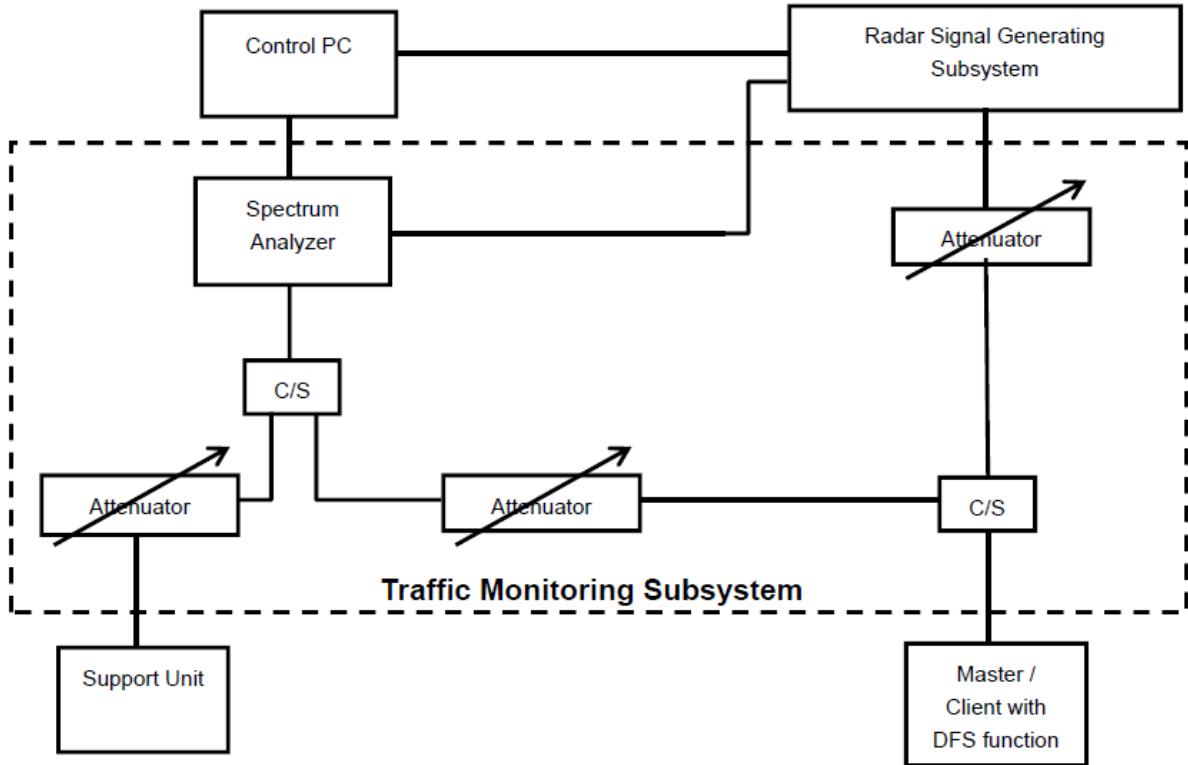 Control PC
Radar Signal Generating
Subsystem
Spectrum
Analyzer
Attenuator
C/S
Attenuator
Attenuator
C/S
Traffic Monitoring Subsystem
Support Unit
Master /
Client with
DFS function